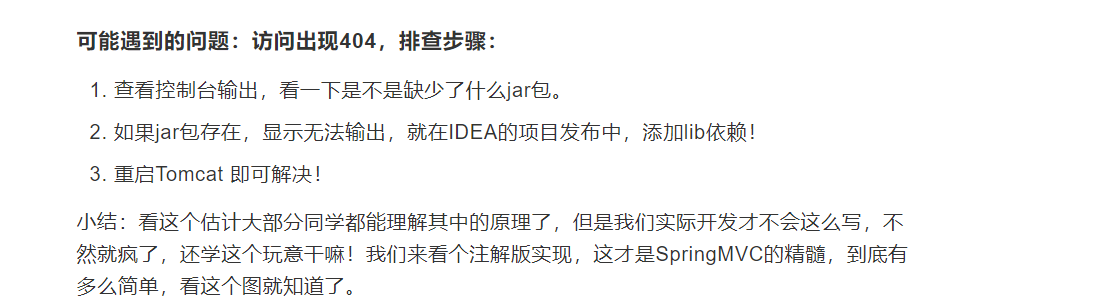 可能遇到的问题：访问出现404，排查步骤：
1. 查看控制台输出，看一下是不是缺少了什么jar包。
2. 如果jar包存在，显示无法输出，就在IDEA的项目发布中，添加lib依赖！
3. 重启Tomcat 即可解决！
小结：看这个估计大部分同学都能理解其中的原理了，但是我们实际开发才不会这么写，不
然就疯了，还学这个玩意干嘛！我们来看个注解版实现，这才是SpringMVC的精髓，到底有
多么简单，看这个图就知道了。